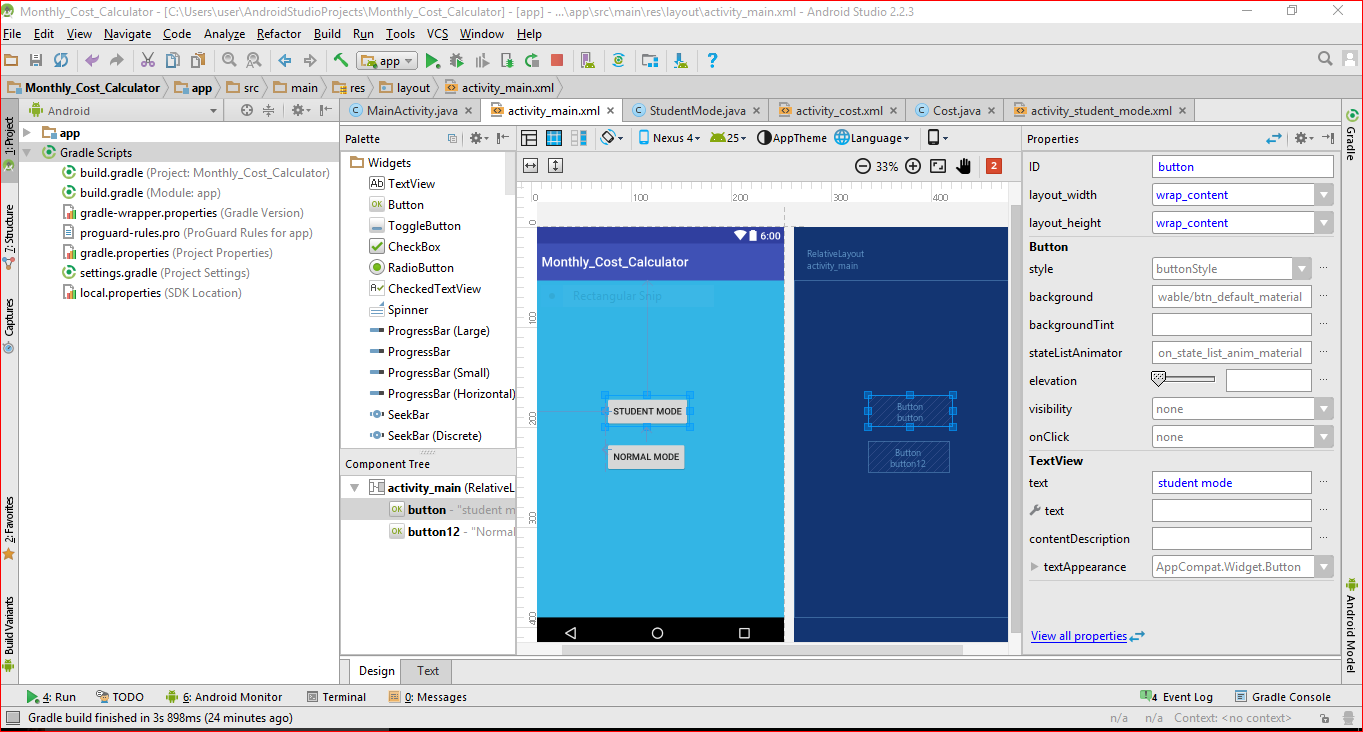 Monthly_Cost_Calculator - [C:\Users\user\AndroidStudioProjects\Monthly_Cost_Calculator] - [app] - ...\app\src\main\res\layout\activity_main.xml - Android Studio 2.2.3
File Edit View Navigate Code Analyze Refactor Build Run Tools VCS Window Help
app
Monthly_Cost_Calculator app src main res layout activity_main.xml
Android
MainActivity.java activity_main.xml StudentMode.java activity_cost.xml Cost.java activity_student_mode.xml
1: Project
7: Structure
Captures
2: Favorites
Build Variants
app
Gradle Scripts
build.gradle (Project: Monthly_Cost_Calculator)
build.gradle (Module: app)
gradle-wrapper.properties (Gradle Version)
proguard-rules.pro (ProGuard Rules for app)
gradle.properties (Project Properties)
settings.gradle (Project Settings)
local.properties (SDK Location)
Palette
Widgets
Ab TextView
OK Button
ToggleButton
CheckBox
RadioButton
CheckedTextView
Spinner
ProgressBar (Large)
ProgressBar
ProgressBar (Small)
ProgressBar (Horizontal)
SeekBar
SeekBar (Discrete)
Component Tree
activity_main (RelativeL
OK button - "student m
OK button12 - "Norma
Nexus 4 25 AppTheme Language
33% 2
0 100 200 300 400
0
100
200
300
400
6:00
Monthly_Cost_Calculator
Rectangular Snip
STUDENT MODE
NORMAL MODE
RelativeLayout
activity_main
Button
button
Button
button12
Properties
ID button
layout_width wrap_content
layout_height wrap_content
Button
style buttonStyle ...
background wable/btn_default_material ...
backgroundTint ...
stateListAnimator on_state_list_anim_material ...
elevation ...
visibility none ...
onClick none ...
TextView
text student mode ...
text ...
contentDescription ...
textAppearance AppCompat.Widget.Button
View all properties
Gradle
Android Model
Design Text
4: Run TODO 6: Android Monitor Terminal 0: Messages 4 Event Log Gradle Console
Gradle build finished in 3s 898ms (24 minutes ago) n/a n/a Context: <no context>